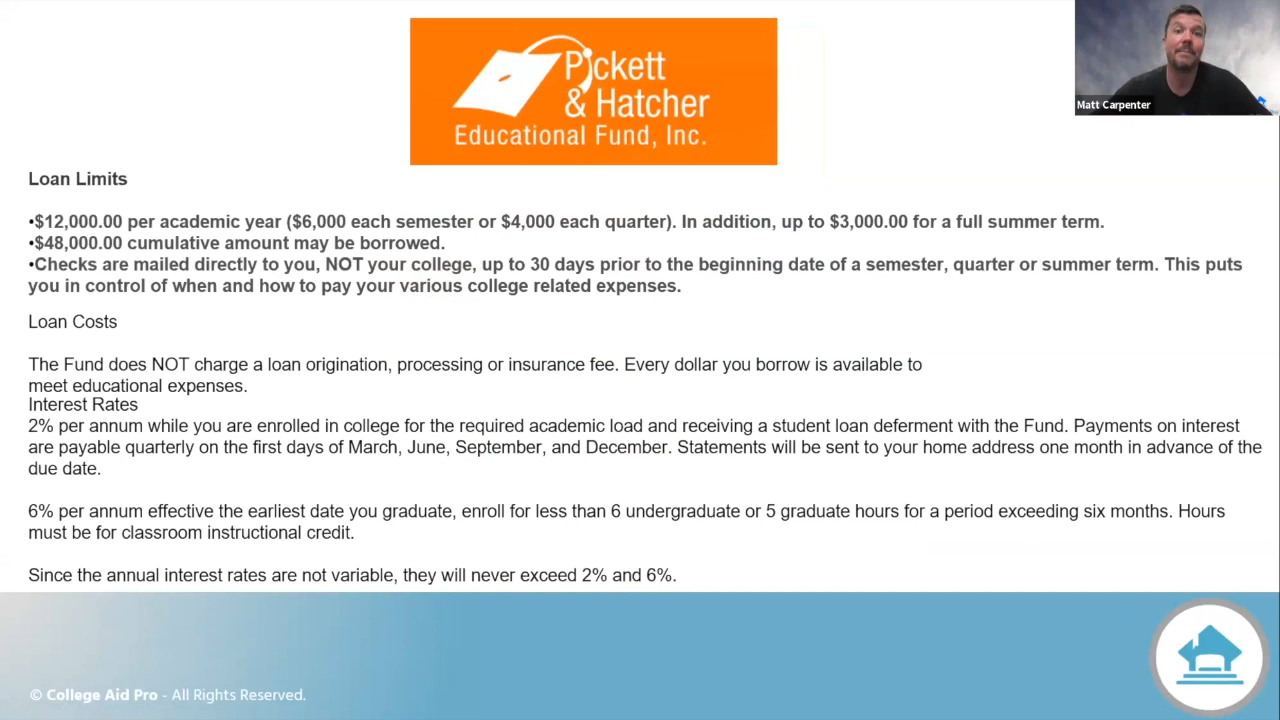 Pickett
& Hatcher
Educational Fund, Inc.
Matt Carpenter
Loan Limits
•$12,000.00 per academic year ($6,000 each semester or $4,000 each quarter). In addition, up to $3,000.00 for a full summer term.
•$48,000.00 cumulative amount may be borrowed.
•Checks are mailed directly to you, NOT your college, up to 30 days prior to the beginning date of a semester, quarter or summer term. This puts
you in control of when and how to pay your various college related expenses.
Loan Costs
The Fund does NOT charge a loan origination, processing or insurance fee. Every dollar you borrow is available to
meet educational expenses.
Interest Rates
2% per annum while you are enrolled in college for the required academic load and receiving a student loan deferment with the Fund. Payments on interest
are payable quarterly on the first days of March, June, September, and December. Statements will be sent to your home address one month in advance of the
due date.
6% per annum effective the earliest date you graduate, enroll for less than 6 undergraduate or 5 graduate hours for a period exceeding six months. Hours
must be for classroom instructional credit.
Since the annual interest rates are not variable, they will never exceed 2% and 6%.
© College Aid Pro - All Rights Reserved.